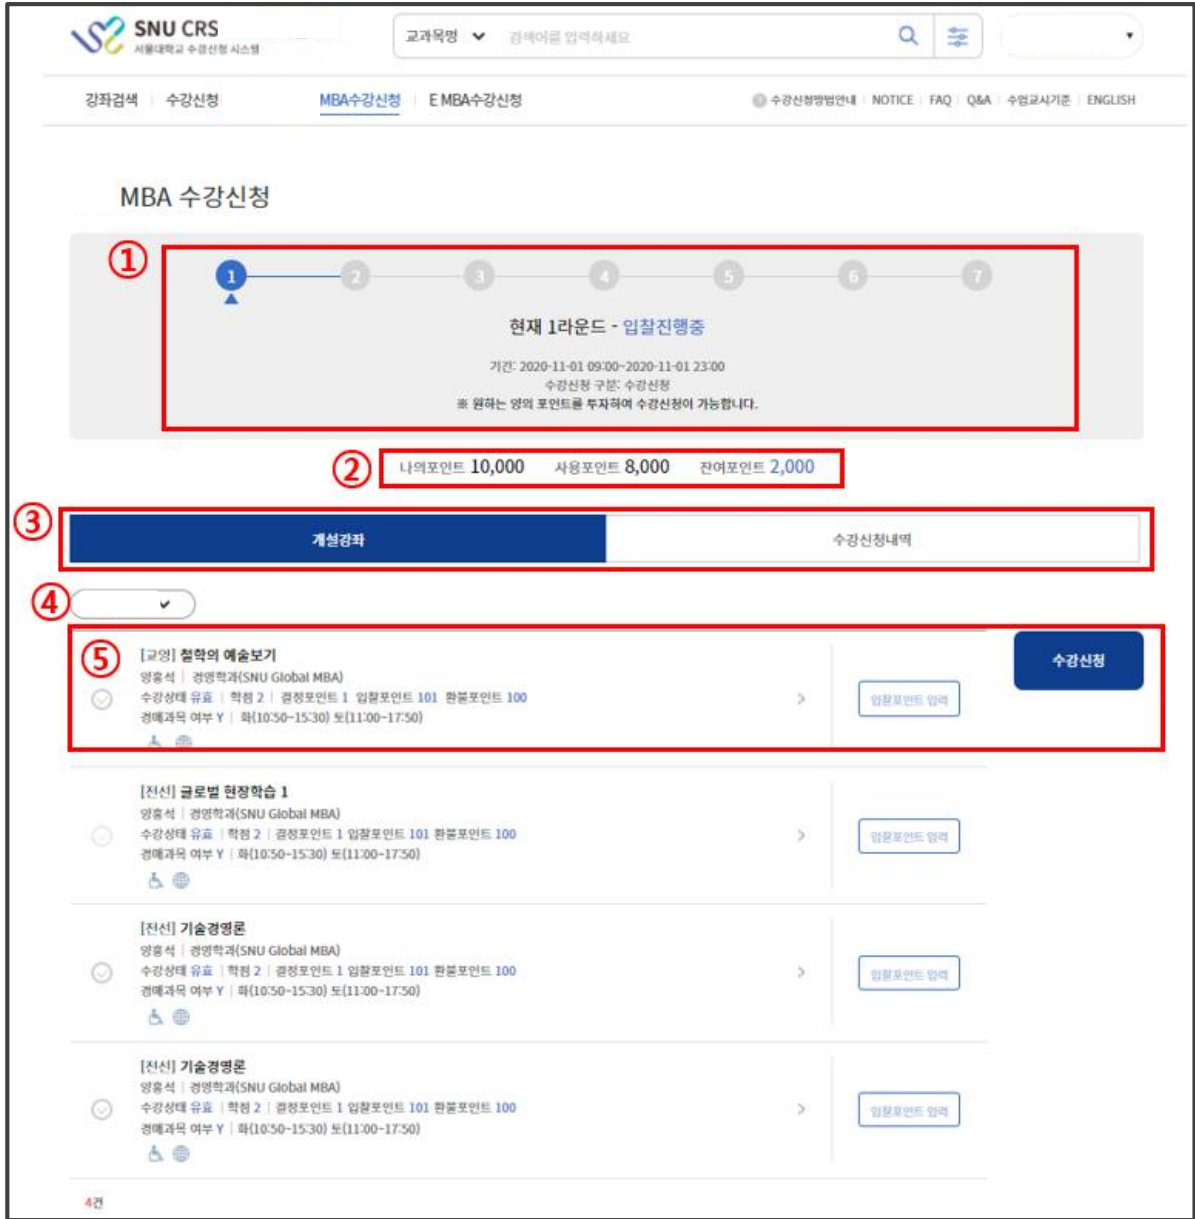 SNU CRS
서울대학교 수강신청 시스템
교과목명 검색어를 입력하세요
강좌검색 수강신청 MBA수강신청 E MBA수강신청 수강신청방법안내 NOTICE FAQ Q&A 수업교시기준 ENGLISH
MBA 수강신청
①
1 2 3 4 5 6 7
현재 1라운드 - 입찰진행중
기간: 2020-11-01 09:00~2020-11-01 23:00
수강신청 구분: 수강신청
※ 원하는 양의 포인트를 투자하여 수강신청이 가능합니다.
② 나의포인트 10,000 사용포인트 8,000 잔여포인트 2,000
③ 개설강좌 수강신청내역
④
⑤ [교양] 철학의 예술보기
양홍석 | 경영학과(SNU Global MBA)
수강상태 유효 | 학점 2 | 결정포인트 1 입찰포인트 101 환불포인트 100
경매과목 여부 Y | 화(10:50~15:30) 토(11:00~17:50)
입찰포인트 입력
수강신청
[전선] 글로벌 현장학습 1
양홍석 | 경영학과(SNU Global MBA)
수강상태 유효 | 학점 2 | 결정포인트 1 입찰포인트 101 환불포인트 100
경매과목 여부 Y | 화(10:50~15:30) 토(11:00~17:50)
입찰포인트 입력
[전선] 기술경영론
양홍석 | 경영학과(SNU Global MBA)
수강상태 유효 | 학점 2 | 결정포인트 1 입찰포인트 101 환불포인트 100
경매과목 여부 Y | 화(10:50~15:30) 토(11:00~17:50)
입찰포인트 입력
[전선] 기술경영론
양홍석 | 경영학과(SNU Global MBA)
수강상태 유효 | 학점 2 | 결정포인트 1 입찰포인트 101 환불포인트 100
경매과목 여부 Y | 화(10:50~15:30) 토(11:00~17:50)
입찰포인트 입력
4건